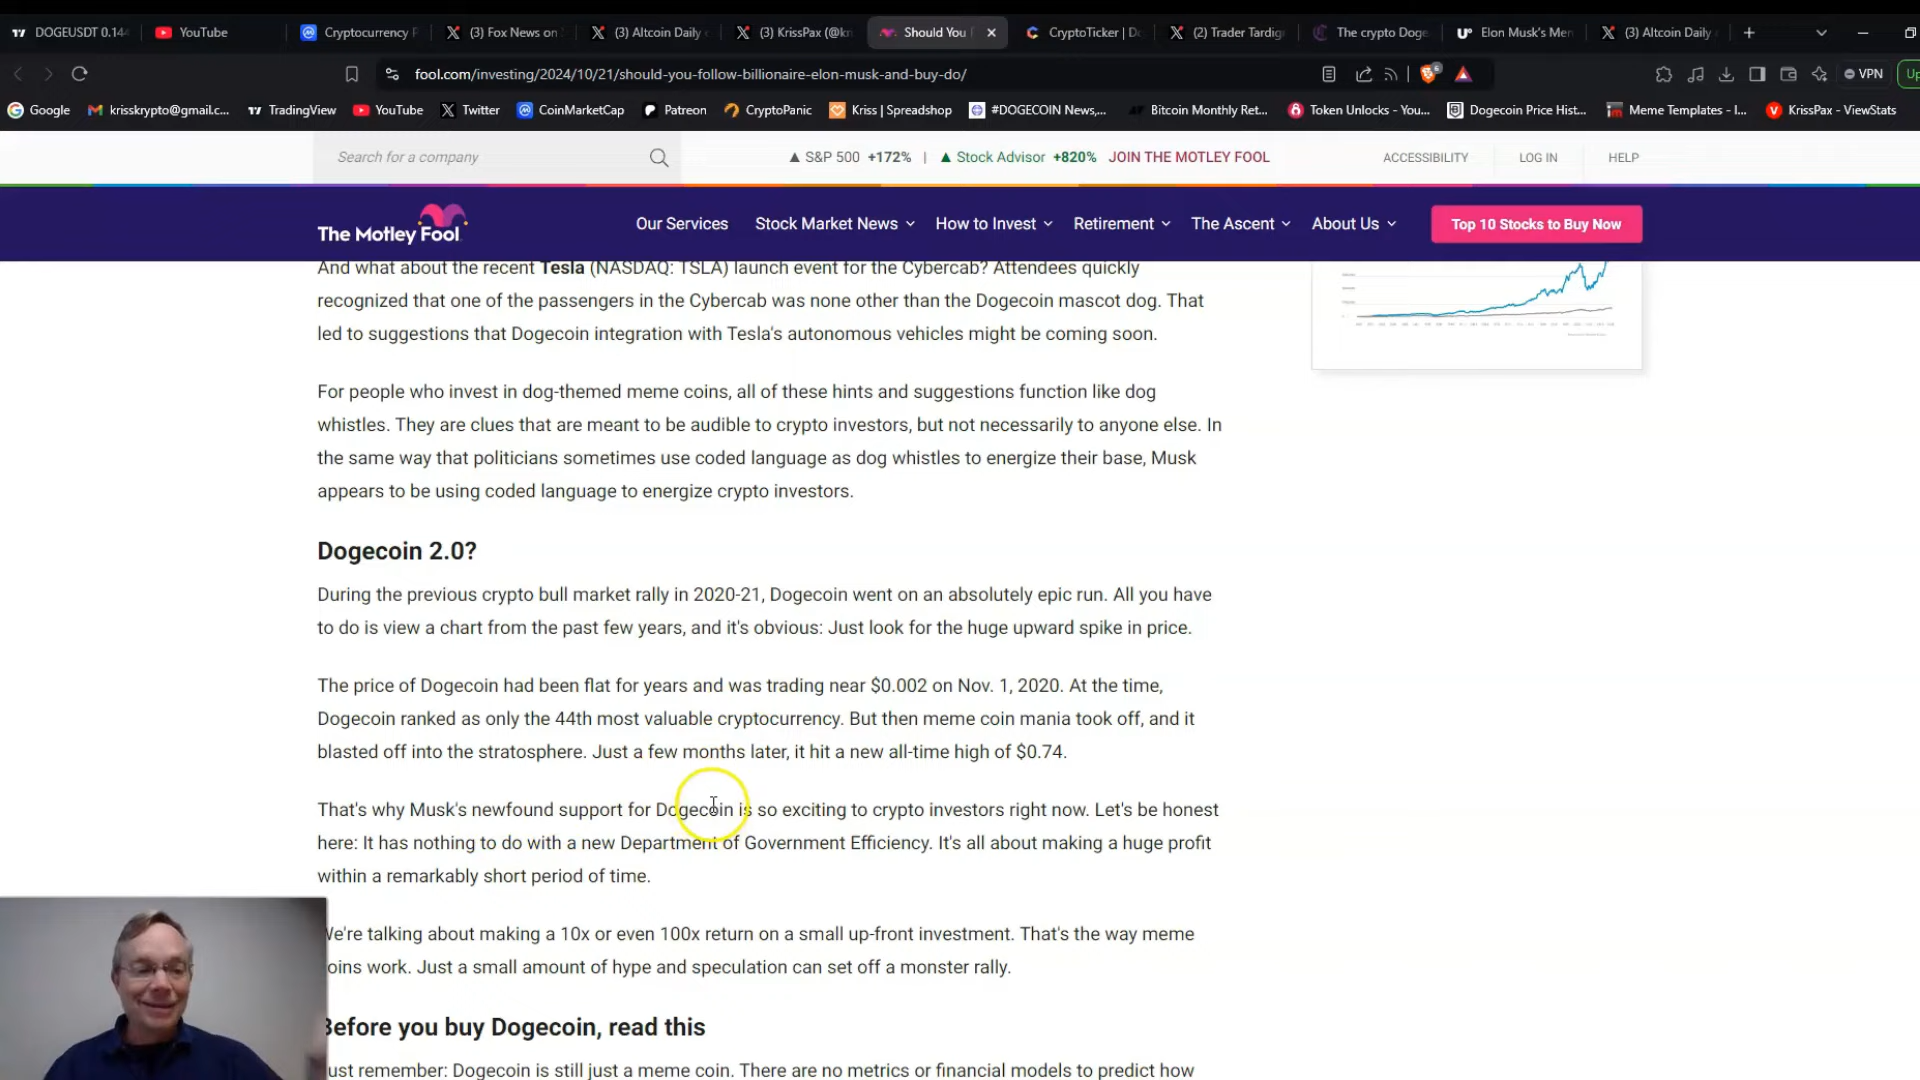 DOGEUSDT 0.144
YouTube
Cryptocurrency P
(3) Fox News on
(3) Altcoin Daily
(3) KrissPax (@kr
Should You
CryptoTicker | Do
(2) Trader Tardig
The crypto Doge
Elon Musk's Mem
(3) Altcoin Daily
fool.com/investing/2024/10/21/should-you-follow-billionaire-elon-musk-and-buy-do/
6
VPN
Up
Google
krisskrypto@gmail.c...
TradingView
YouTube
Twitter
CoinMarketCap
Patreon
CryptoPanic
Kriss | Spreadshop
#DOGECOIN News,...
Bitcoin Monthly Ret...
Token Unlocks - You...
Dogecoin Price Hist...
Meme Templates - I...
KrissPax - ViewStats
Search for a company
▲ S&P 500 +172% | ▲ Stock Advisor +820% JOIN THE MOTLEY FOOL
ACCESSIBILITY
LOG IN
HELP
The Motley Fool
Our Services
Stock Market News
How to Invest
Retirement
The Ascent
About Us
Top 10 Stocks to Buy Now
And what about the recent Tesla (NASDAQ: TSLA) launch event for the Cybercab? Attendees quickly
recognized that one of the passengers in the Cybercab was none other than the Dogecoin mascot dog. That
led to suggestions that Dogecoin integration with Tesla's autonomous vehicles might be coming soon.
For people who invest in dog-themed meme coins, all of these hints and suggestions function like dog
whistles. They are clues that are meant to be audible to crypto investors, but not necessarily to anyone else. In
the same way that politicians sometimes use coded language as dog whistles to energize their base, Musk
appears to be using coded language to energize crypto investors.
Dogecoin 2.0?
During the previous crypto bull market rally in 2020-21, Dogecoin went on an absolutely epic run. All you have
to do is view a chart from the past few years, and it's obvious: Just look for the huge upward spike in price.
The price of Dogecoin had been flat for years and was trading near $0.002 on Nov. 1, 2020. At the time,
Dogecoin ranked as only the 44th most valuable cryptocurrency. But then meme coin mania took off, and it
blasted off into the stratosphere. Just a few months later, it hit a new all-time high of $0.74.
That's why Musk's newfound support for Dogecoin is so exciting to crypto investors right now. Let's be honest
here: It has nothing to do with a new Department of Government Efficiency. It's all about making a huge profit
within a remarkably short period of time.
We're talking about making a 10x or even 100x return on a small up-front investment. That's the way meme
oins work. Just a small amount of hype and speculation can set off a monster rally.
Before you buy Dogecoin, read this
ust remember: Dogecoin is still just a meme coin. There are no metrics or financial models to predict how